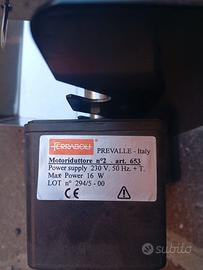 FERRABOLI
PREVALLE - Italy
Motoriduttore n°2 - art. 653
Power supply 230 V. 50 Hz. + T.
Max Power 16 W
LOT n° 294/5 - 00
CE
subito